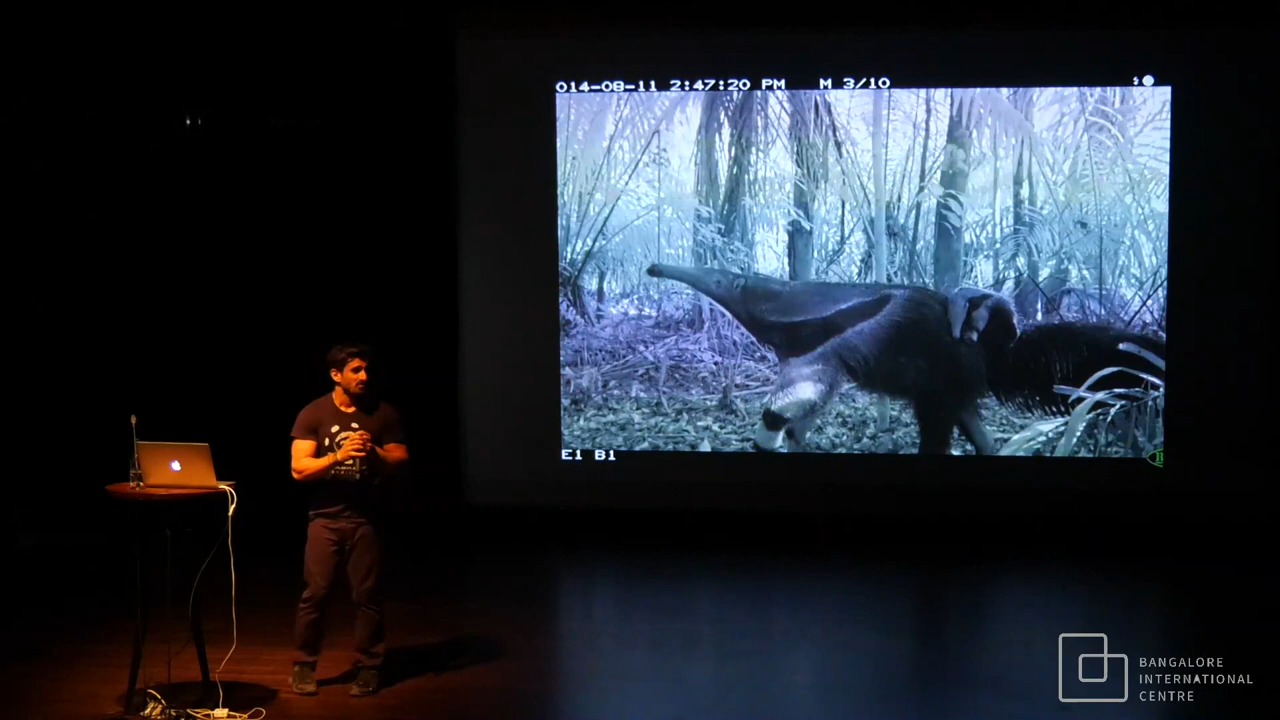 014-08-11 2:47:20 PM M 3/10
E1 B1
BANGALORE
INTERNATIONAL
CENTRE